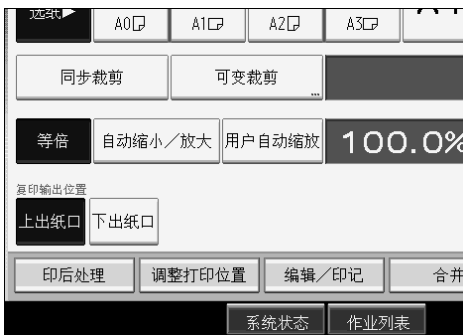 选纸▶ A0 A1 A2 A3
同步裁剪 可变裁剪 ...
等倍 自动缩小／放大 用户自动缩放 100.0%
复印输出位置
上出纸口 下出纸口
印后处理 调整打印位置 编辑／印记 合并
系统状态 作业列表